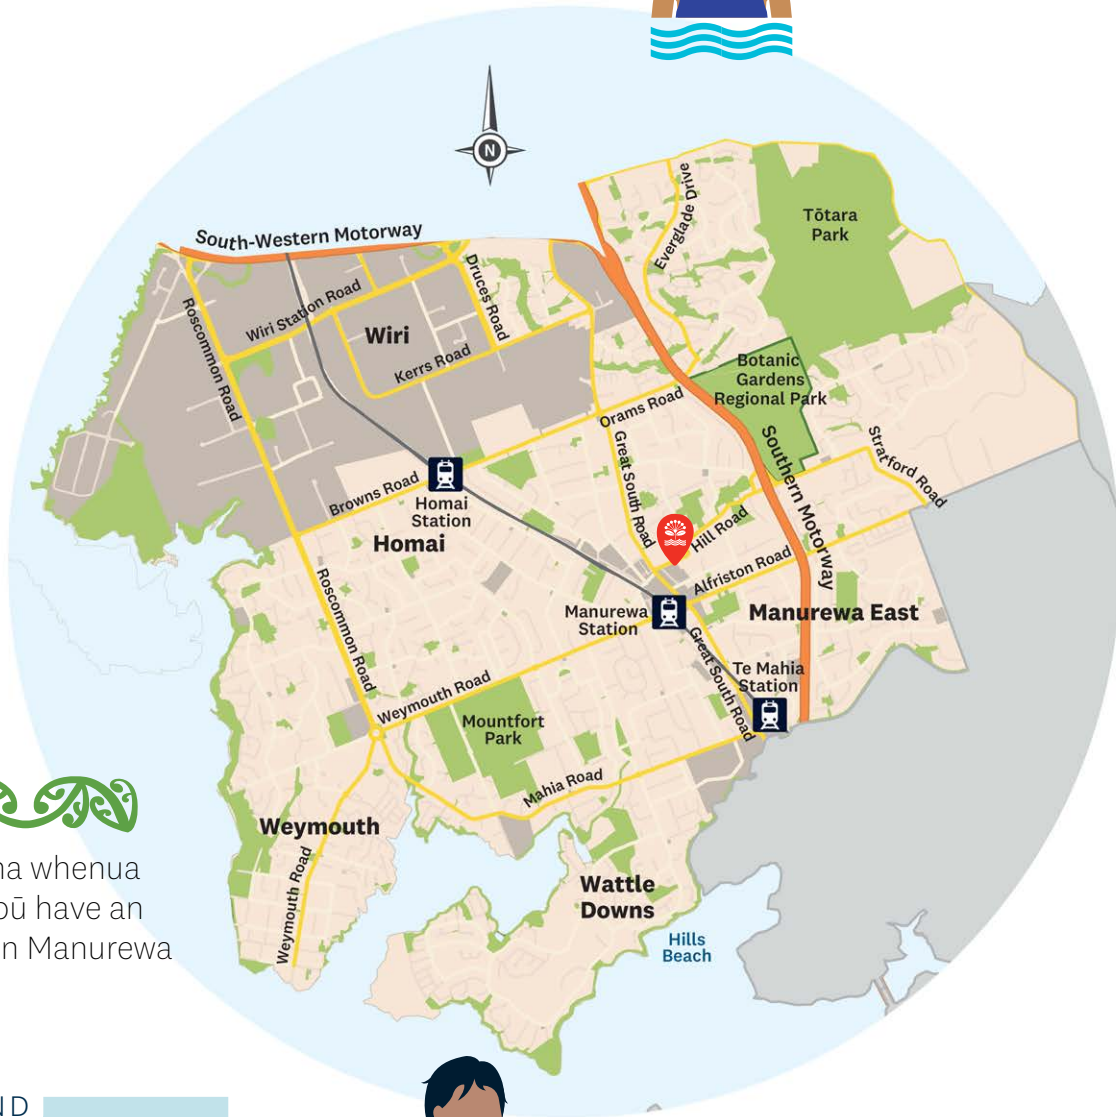 N
South-Western Motorway
Everglade Drive
Tōtara
Park
Druces Road
Roscommon Road
Wiri Station Road
Wiri
Kerrs Road
Botanic
Gardens
Regional Park
Orams Road
Great South Road
Southern Motorway
Stratford Road
Browns Road
Homai
Station
Homai
Hill Road
Alfriston Road
Manurewa
Station
Manurewa East
Roscommon Road
Great South Road
Te Mahia
Station
Weymouth Road
Mountfort
Park
Mahia Road
Weymouth
Weymouth Road
Wattle
Downs
Hills
Beach
na whenua
pū have an
n Manurewa
ND